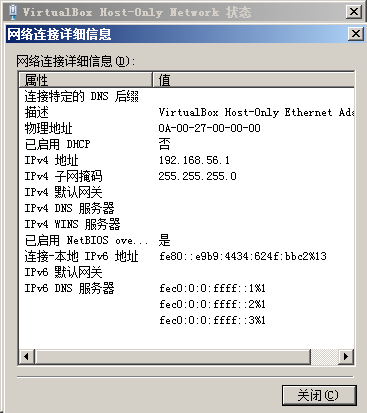 VirtualBox Host-Only Network 状态
网络连接详细信息
网络连接详细信息(D):
属性 值
连接特定的 DNS 后缀
描述 VirtualBox Host-Only Ethernet Ada
物理地址 0A-00-27-00-00-00
已启用 DHCP 否
IPv4 地址 192.168.56.1
IPv4 子网掩码 255.255.255.0
IPv4 默认网关
IPv4 DNS 服务器
IPv4 WINS 服务器
已启用 NetBIOS ove... 是
连接-本地 IPv6 地址 fe80::e9b9:4434:624f:bbc2%13
IPv6 默认网关
IPv6 DNS 服务器 fec0:0:0:ffff::1%1
fec0:0:0:ffff::2%1
fec0:0:0:ffff::3%1
关闭(C)